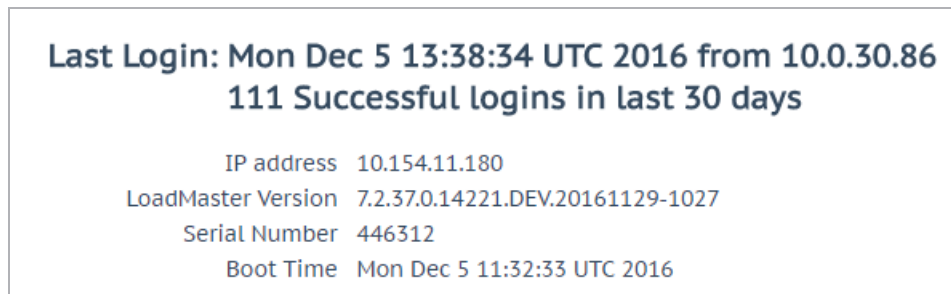 Last Login: Mon Dec 5 13:38:34 UTC 2016 from 10.0.30.86
111 Successful logins in last 30 days
IP address 10.154.11.180
LoadMaster Version 7.2.37.0.14221.DEV.20161129-1027
Serial Number 446312
Boot Time Mon Dec 5 11:32:33 UTC 2016